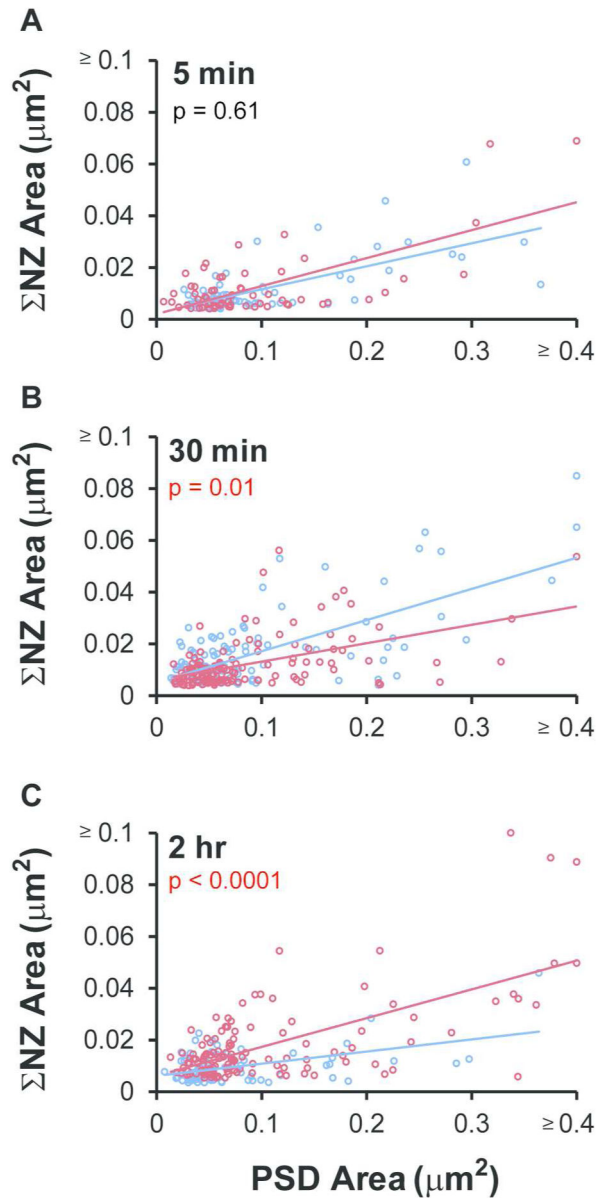 A
≥ 0.1
5 min
p = 0.61
0.08
0.06
0.04
0.02
0
ΣNZ Area (μm²)
0 0.1 0.2 0.3 ≥ 0.4
B
≥ 0.1
30 min
p = 0.01
0.08
0.06
0.04
0.02
0
ΣNZ Area (μm²)
0 0.1 0.2 0.3 ≥ 0.4
C
≥ 0.1
2 hr
p < 0.0001
0.08
0.06
0.04
0.02
0
ΣNZ Area (μm²)
0 0.1 0.2 0.3 ≥ 0.4
PSD Area (μm²)